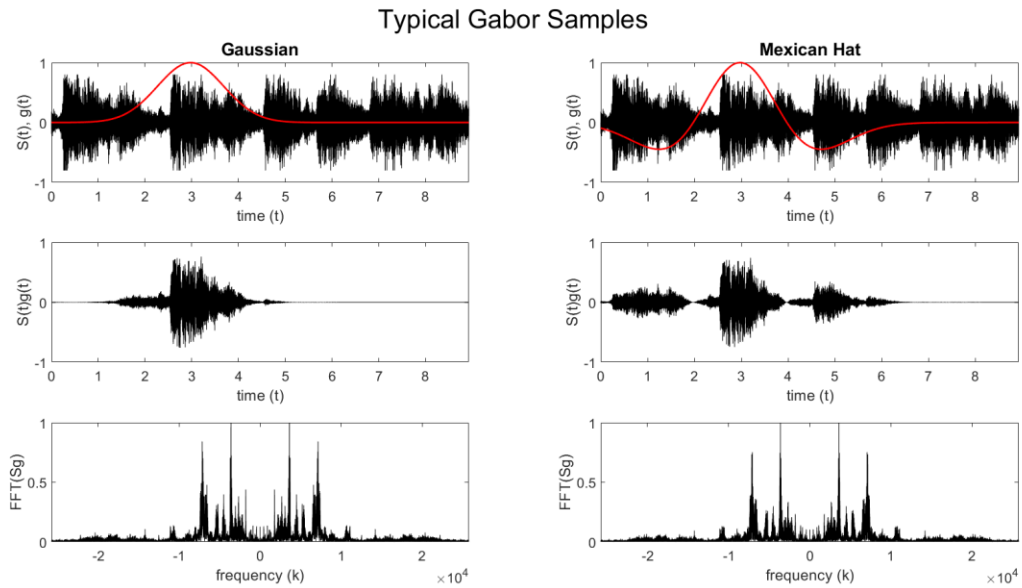 Typical Gabor Samples
Gaussian
1
0
-1
S(t), g(t)
0 1 2 3 4 5 6 7 8
time (t)
1
0
-1
S(t)g(t)
0 1 2 3 4 5 6 7 8
time (t)
1
0.5
0
FFT(Sg)
-2 -1 0 1 2
frequency (k)
×10⁴
Mexican Hat
1
0
-1
S(t), g(t)
0 1 2 3 4 5 6 7 8
time (t)
1
0
-1
S(t)g(t)
0 1 2 3 4 5 6 7 8
time (t)
1
0.5
0
FFT(Sg)
-2 -1 0 1 2
frequency (k)
×10⁴